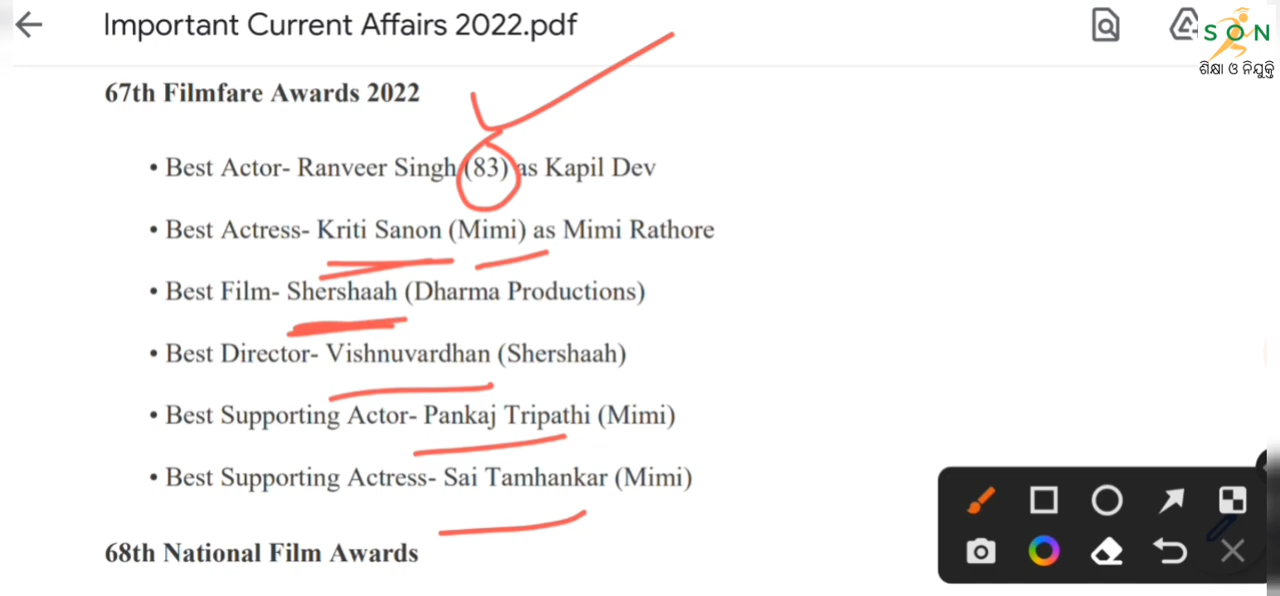 Important Current Affairs 2022.pdf
SON
ଶିକ୍ଷା ଓ ନିଯୁକ୍ତି
67th Filmfare Awards 2022
• Best Actor- Ranveer Singh (83) as Kapil Dev
• Best Actress- Kriti Sanon (Mimi) as Mimi Rathore
• Best Film- Shershaah (Dharma Productions)
• Best Director- Vishnuvardhan (Shershaah)
• Best Supporting Actor- Pankaj Tripathi (Mimi)
• Best Supporting Actress- Sai Tamhankar (Mimi)
68th National Film Awards